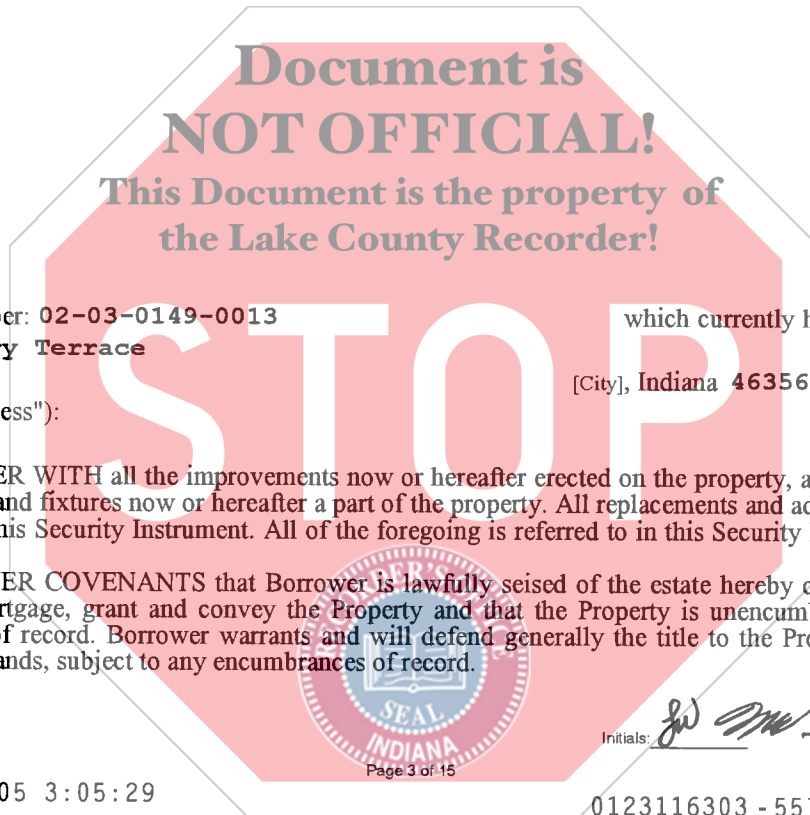 Document is
NOT OFFICIAL!
This Document is the property of
the Lake County Recorder!
er: 02-03-0149-0013 which currently h
y Terrace
[City], Indiana 46356
ess"):
STOP
ER WITH all the improvements now or hereafter erected on the property, a
and fixtures now or hereafter a part of the property. All replacements and ad
his Security Instrument. All of the foregoing is referred to in this Security
ER COVENANTS that Borrower is lawfully seised of the estate hereby c
rtgage, grant and convey the Property and that the Property is unencum
f record. Borrower warrants and will defend generally the title to the Pro
ands, subject to any encumbrances of record.
SEAL
INDIANA
Initials:
Page 3 of 15
05 3:05:29
0123116303 - 55